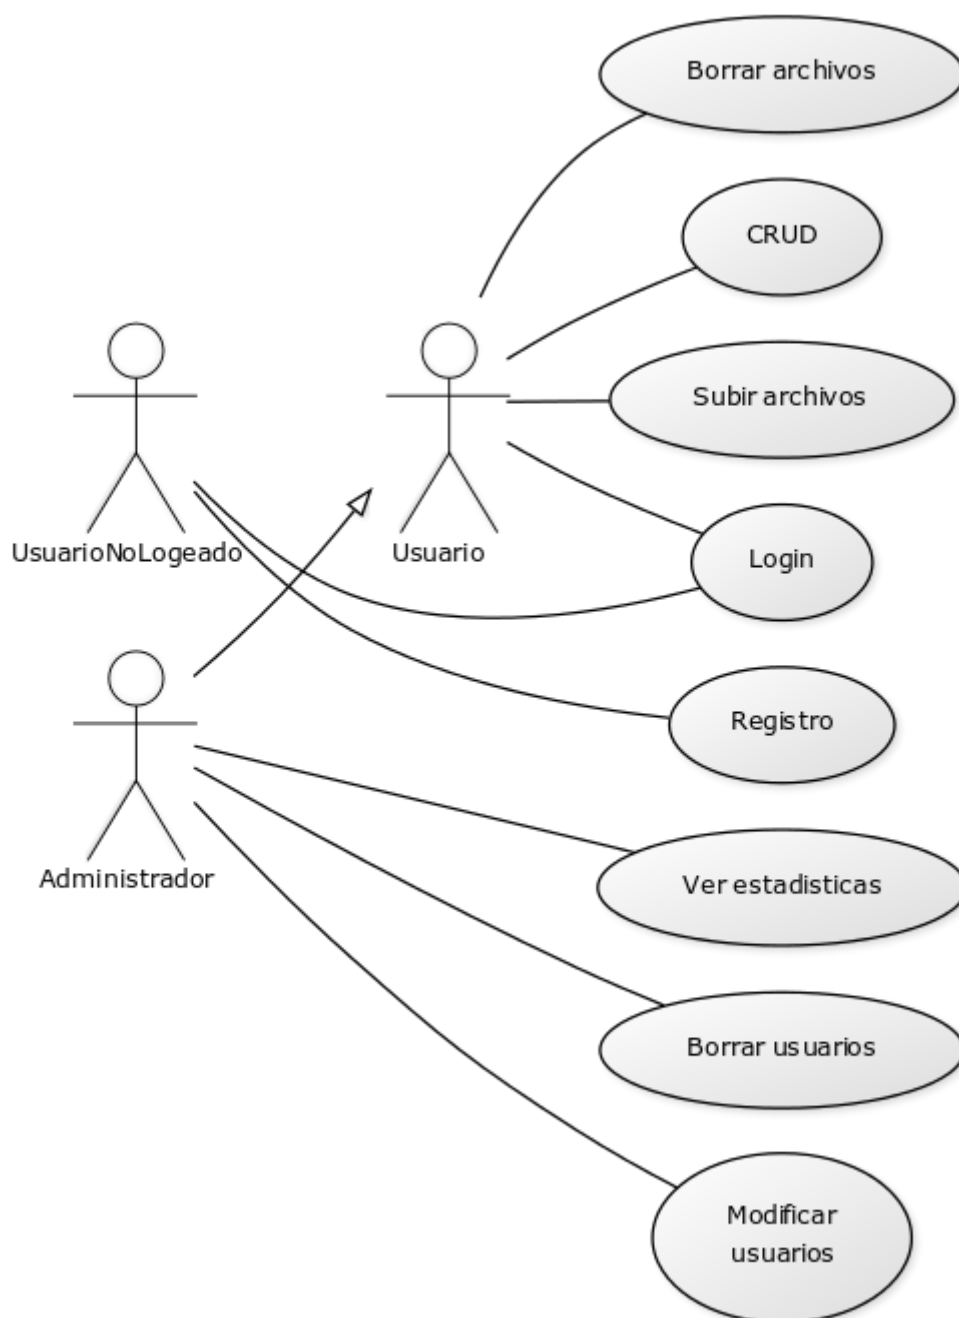 Borrar archivos
CRUD
Subir archivos
UsuarioNoLogeado
Usuario
Login
Registro
Administrador
Ver estadisticas
Borrar usuarios
Modificar
usuarios